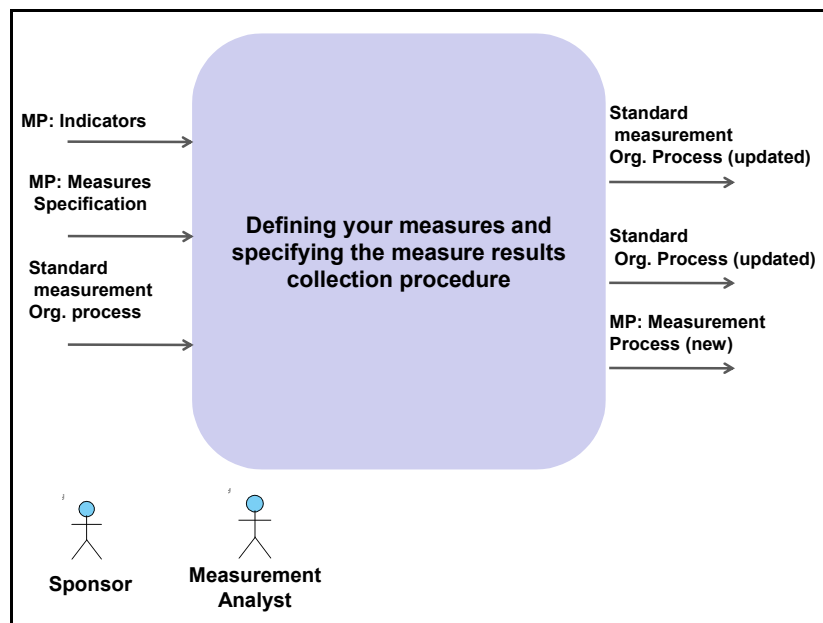 MP: Indicators
MP: Measures
Specification
Standard
measurement
Org. process
Defining your measures and
specifying the measure results
collection procedure
Standard
measurement
Org. Process (updated)
Standard
Org. Process (updated)
MP: Measurement
Process (new)
Sponsor
Measurement
Analyst